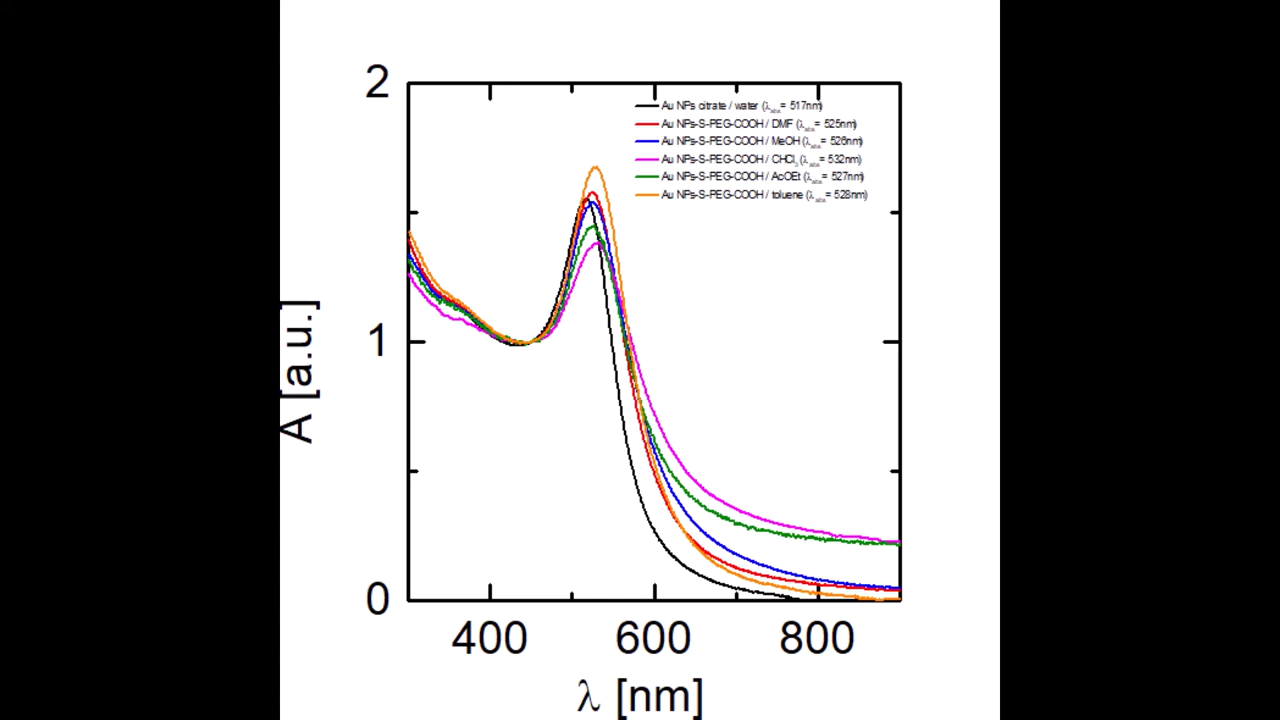 2
Au NPs citrate / water (λabs= 517nm)
Au NPs-S-PEG-COOH / DMF (λabs= 525nm)
Au NPs-S-PEG-COOH / MeOH (λabs= 526nm)
Au NPs-S-PEG-COOH / CHCl3 (λabs= 532nm)
Au NPs-S-PEG-COOH / AcOEt (λabs= 527nm)
Au NPs-S-PEG-COOH / toluene (λabs= 528nm)
1
A [a.u.]
0
400 600 800
λ [nm]